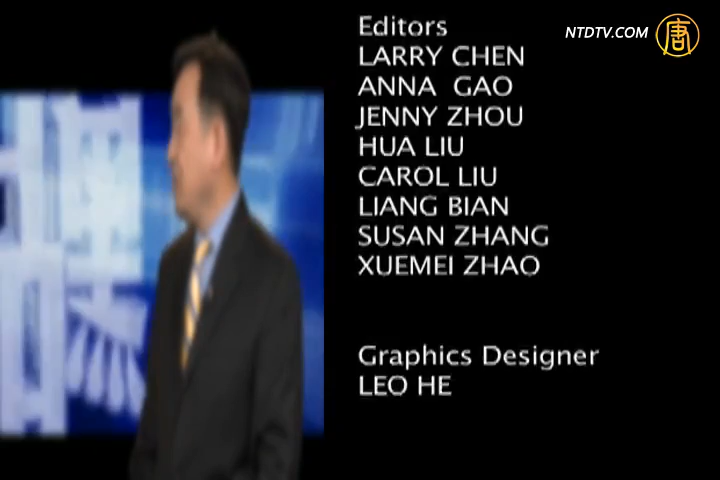 NTDTV.COM 唐
Editors
LARRY CHEN
ANNA GAO
JENNY ZHOU
HUA LIU
CAROL LIU
LIANG BIAN
SUSAN ZHANG
XUEMEI ZHAO
Graphics Designer
LEO HE